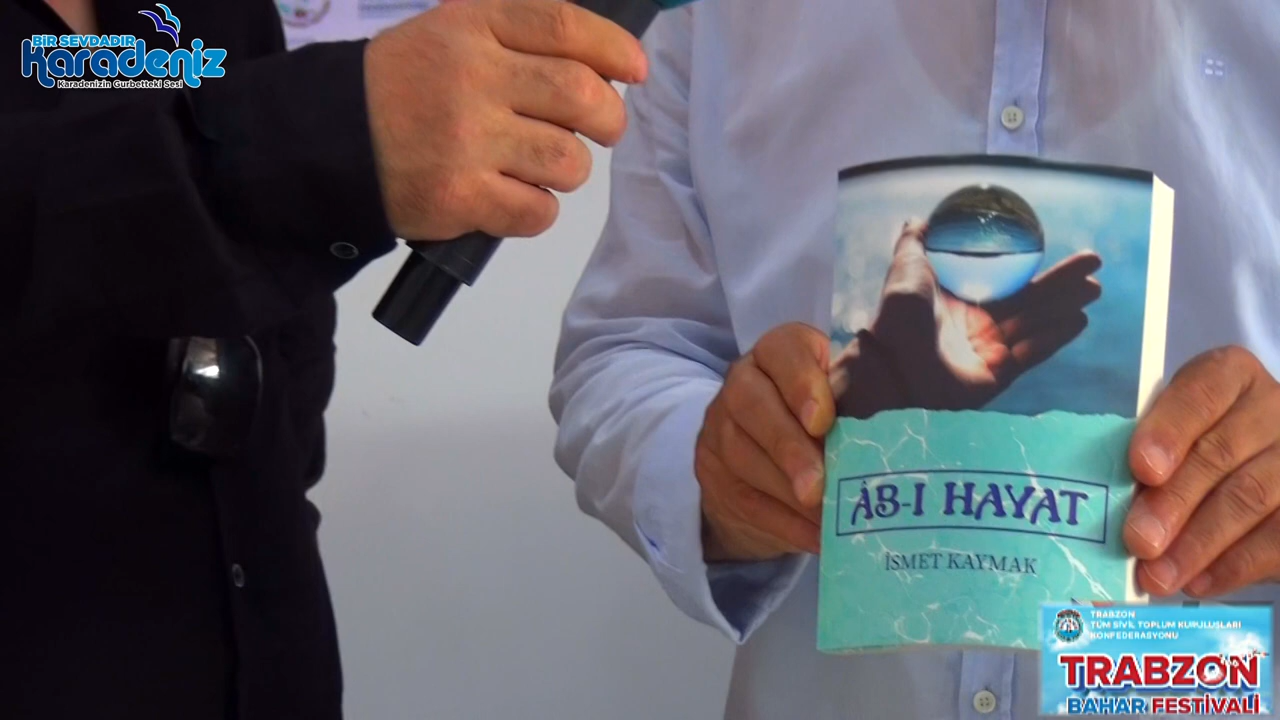 BİR SEVDADIR
Karadeniz
Karadenizin Gurbetteki Sesi
ÂB-I HAYAT
İSMET KAYMAK
TRABZON
TÜM SİVİL TOPLUM KURULUŞLARI
KONFEDERASYONU
TRABZON
BAHAR FESTİVALİ